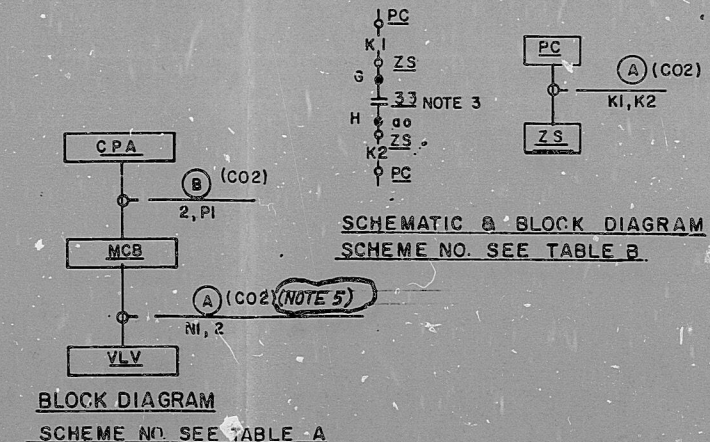 PC
K1
ZS
G
33 NOTE 3
H aa
ZS
K2
PC
PC
A (CO2)
K1, K2
ZS
SCHEMATIC & BLOCK DIAGRAM
SCHEME NO. SEE TABLE B
CPA
B (CO2)
2, P1
MCB
A (CO2) (NOTE 5)
N1, 2
VLV
BLOCK DIAGRAM
SCHEME NO. SEE TABLE A